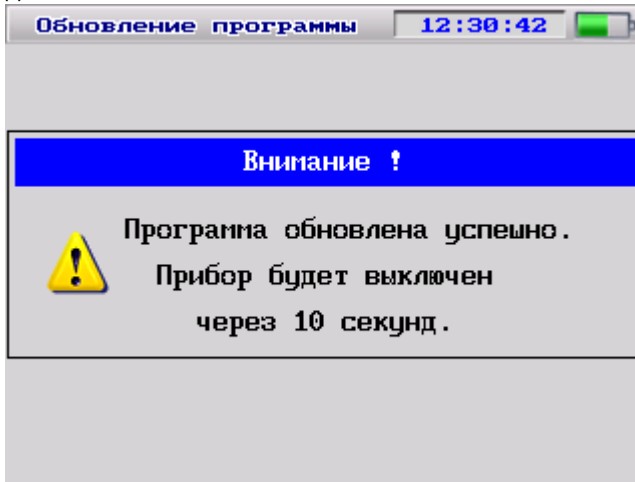 Обновление программы 12:30:42
Внимание !
Программа обновлена успешно.
Прибор будет выключен
через 10 секунд.